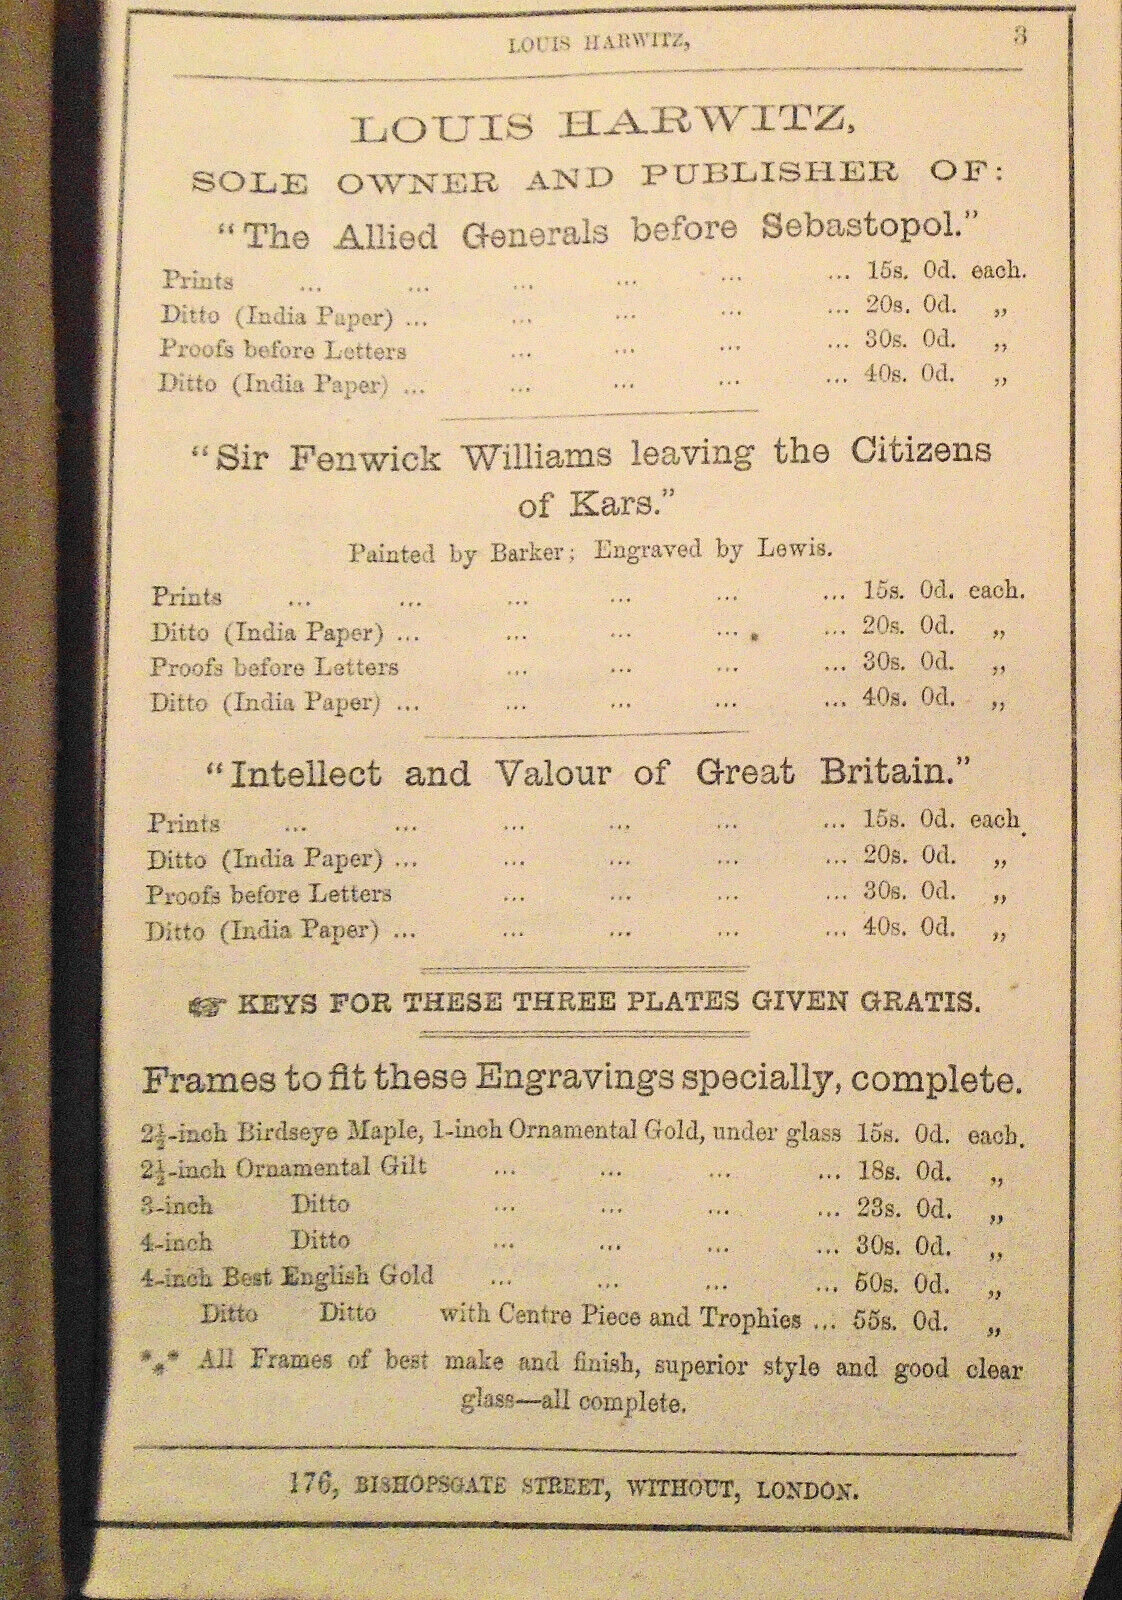 LOUIS HARWITZ, 3
LOUIS HARWITZ,
SOLE OWNER AND PUBLISHER OF:
"The Allied Generals before Sebastopol."
Prints ... ... ... ... ... ... 15s. 0d. each.
Ditto (India Paper) ... ... ... ... ... 20s. 0d. „
Proofs before Letters ... ... ... ... 30s. 0d. „
Ditto (India Paper) ... ... ... ... ... 40s. 0d. „
"Sir Fenwick Williams leaving the Citizens
of Kars."
Painted by Barker; Engraved by Lewis.
Prints ... ... ... ... ... ... 15s. 0d. each.
Ditto (India Paper) ... ... ... ... ... 20s. 0d. „
Proofs before Letters ... ... ... ... 30s. 0d. „
Ditto (India Paper) ... ... ... ... ... 40s. 0d. „
"Intellect and Valour of Great Britain."
Prints ... ... ... ... ... ... 15s. 0d. each.
Ditto (India Paper) ... ... ... ... ... 20s. 0d. „
Proofs before Letters ... ... ... ... 30s. 0d. „
Ditto (India Paper) ... ... ... ... ... 40s. 0d. „
☞ KEYS FOR THESE THREE PLATES GIVEN GRATIS.
Frames to fit these Engravings specially, complete.
2½-inch Birdseye Maple, 1-inch Ornamental Gold, under glass 15s. 0d. each.
2½-inch Ornamental Gilt ... ... ... ... 18s. 0d. „
3-inch Ditto ... ... ... ... 23s. 0d. „
4-inch Ditto ... ... ... ... 30s. 0d. „
4-inch Best English Gold ... ... ... ... 50s. 0d. „
Ditto Ditto with Centre Piece and Trophies ... 55s. 0d. „
*⁎* All Frames of best make and finish, superior style and good clear
glass—all complete.
176, BISHOPSGATE STREET, WITHOUT, LONDON.